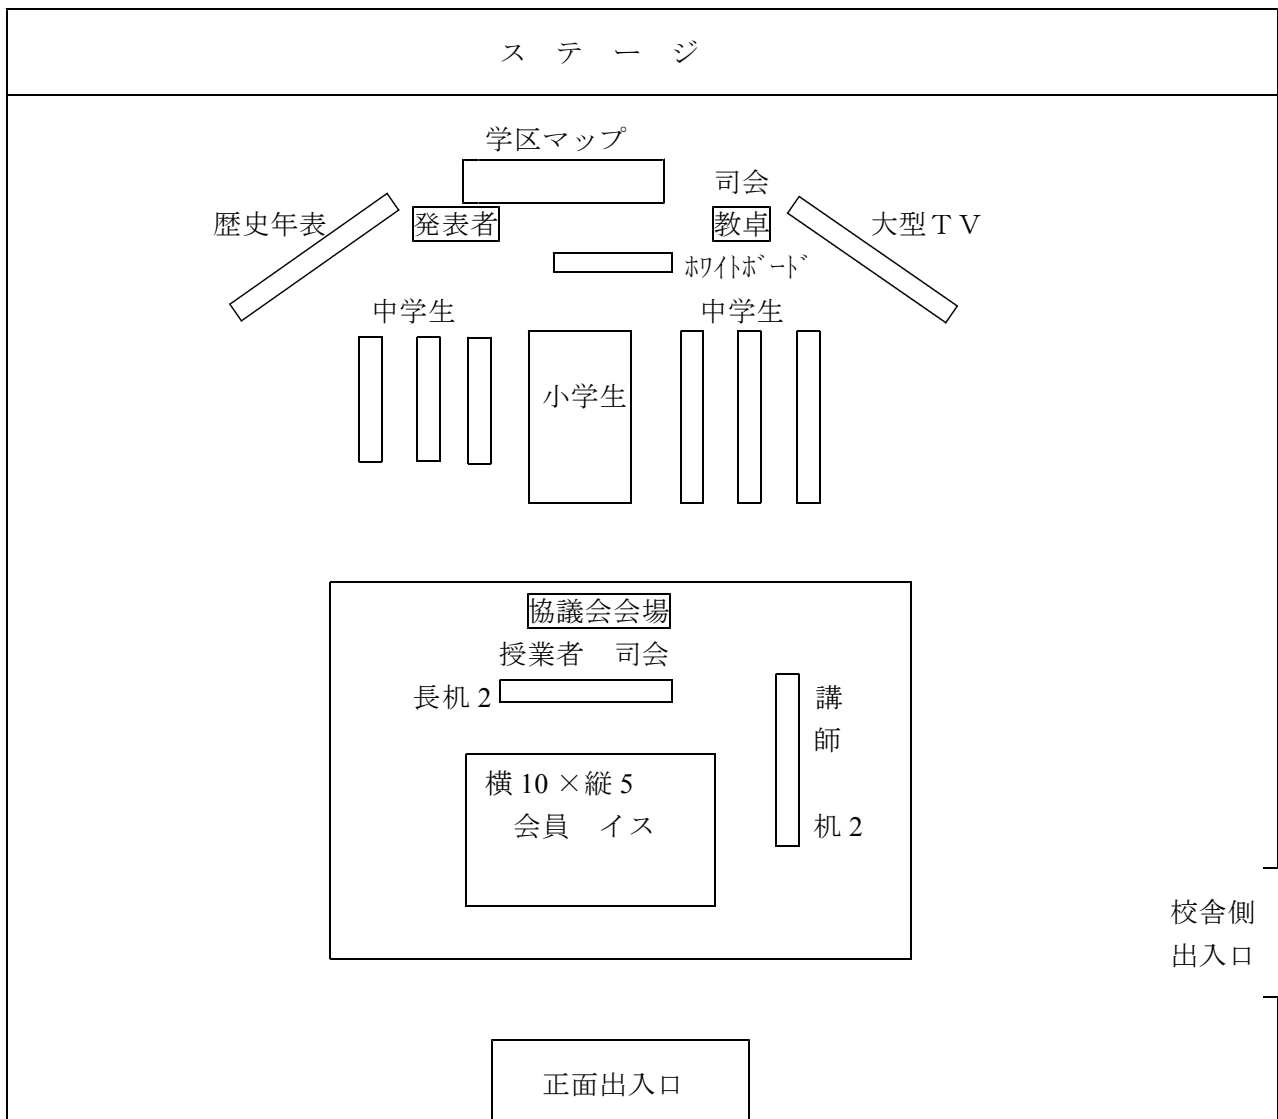 ス テ ー ジ
学区マップ
司会
歴史年表
発表者
教卓
大型ＴＶ
ﾎﾜｲﾄﾎﾞｰﾄﾞ
中学生
中学生
小学生
協議会会場
授業者 司会
長机２
講
師
机２
横 10 ×縦５
会員 イス
校舎側
出入口
正面出入口